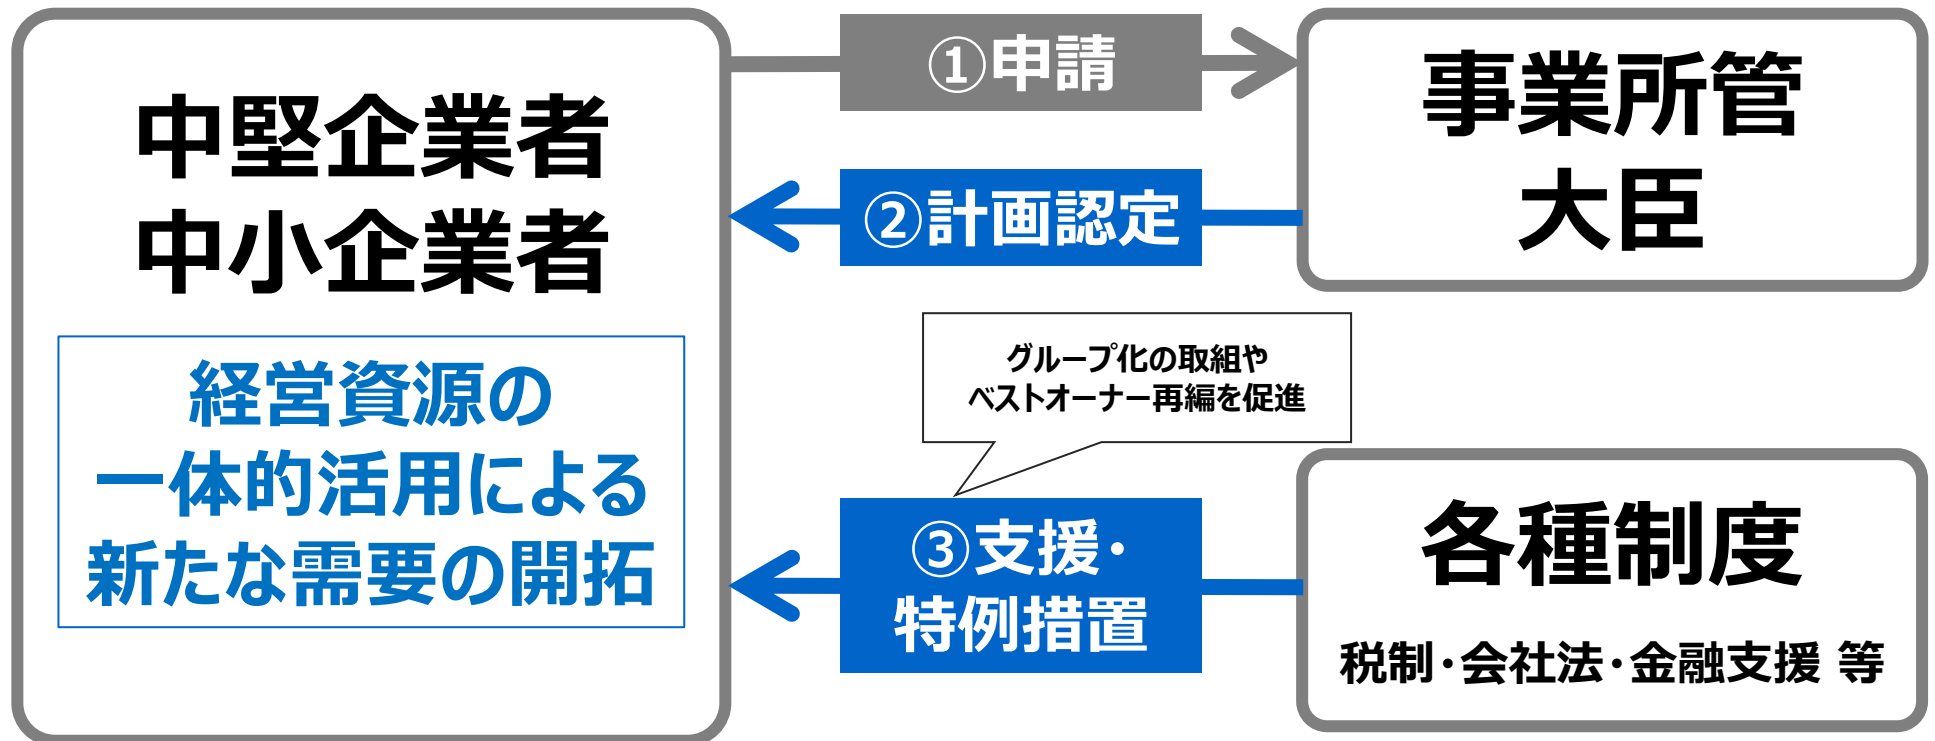 中堅企業者
中小企業者
経営資源の
一体的活用による
新たな需要の開拓
①申請
②計画認定
グループ化の取組や
ベストオーナー再編を促進
③支援・
特例措置
事業所管
大臣
各種制度
税制・会社法・金融支援 等